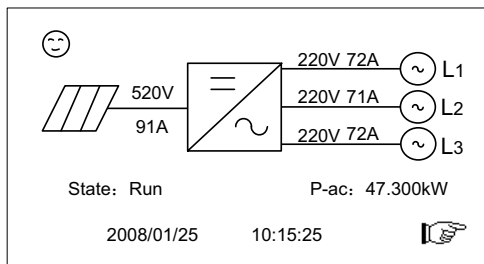 220V 72A
L1
520V
220V 71A
L2
91A
220V 72A
L3
State: Run
P-ac: 47.300kW
2008/01/25
10:15:25